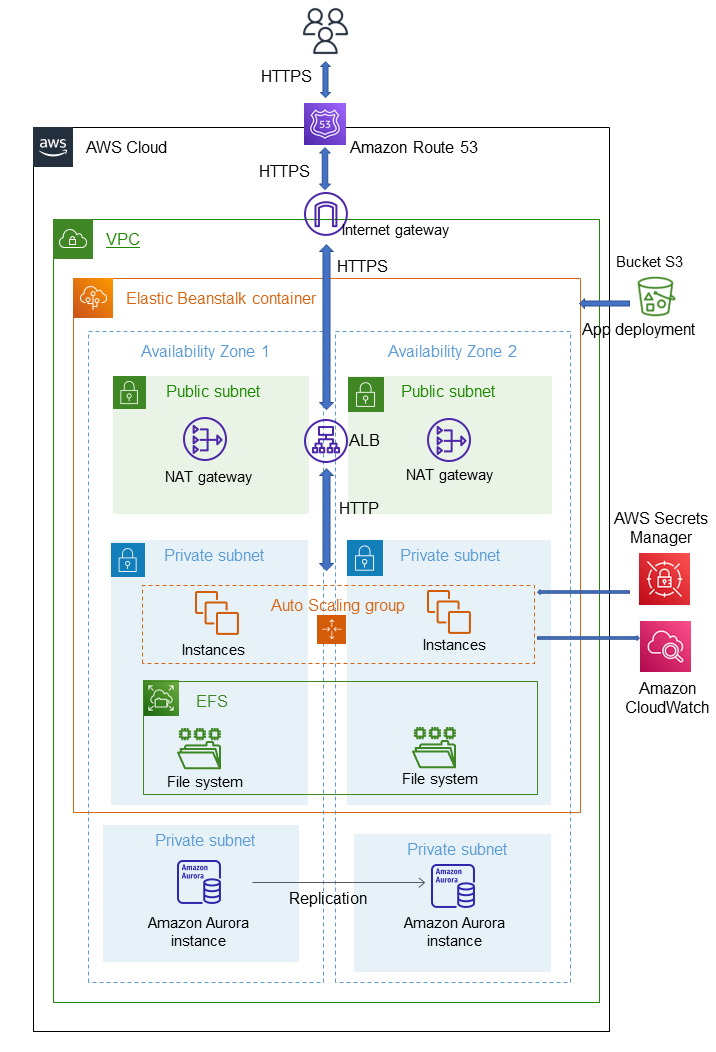 HTTPS
53
aws
AWS Cloud
Amazon Route 53
HTTPS
Internet gateway
VPC
HTTPS
Bucket S3
Elastic Beanstalk container
App deployment
Availability Zone 1
Availability Zone 2
Public subnet
Public subnet
ALB
NAT gateway
NAT gateway
HTTP
AWS Secrets
Manager
Private subnet
Private subnet
Auto Scaling group
Instances
Instances
Amazon
CloudWatch
EFS
File system
File system
Private subnet
Private subnet
Amazon
Aurora
Amazon
Aurora
Replication
Amazon Aurora
instance
Amazon Aurora
instance